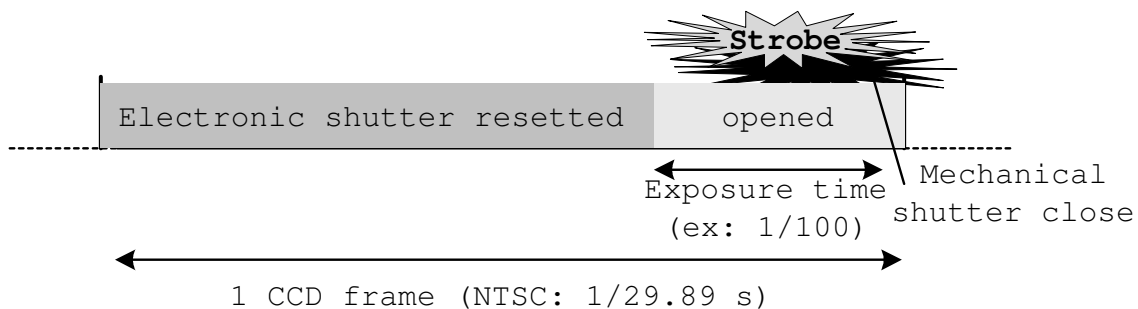 Strobe
Electronic shutter resetted
opened
Exposure time
(ex: 1/100)
Mechanical
shutter close
1 CCD frame (NTSC: 1/29.89 s)